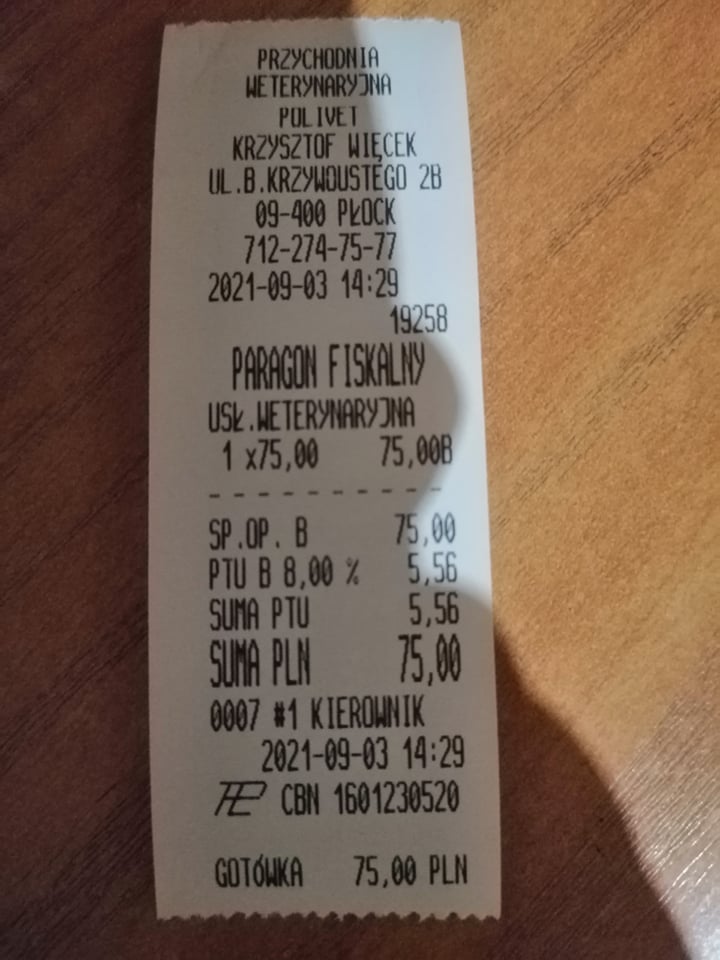 PRZYCHODNIA
WETERYNARYJNA
POLIVET
KRZYSZTOF WIĘCEK
UL.B.KRZYWOUSTEGO 2B
09-400 PŁOCK
712-274-75-77
2021-09-03 14:29
19258
PARAGON FISKALNY
USŁ.WETERYNARYJNA
1 x75,00 75,00B
- - - - - - - - - - - -
SP.OP. B 75,00
PTU B 8,00 % 5,56
SUMA PTU 5,56
SUMA PLN 75,00
0007 #1 KIEROWNIK
2021-09-03 14:29
CBN 1601230520
GOTÓWKA 75,00 PLN